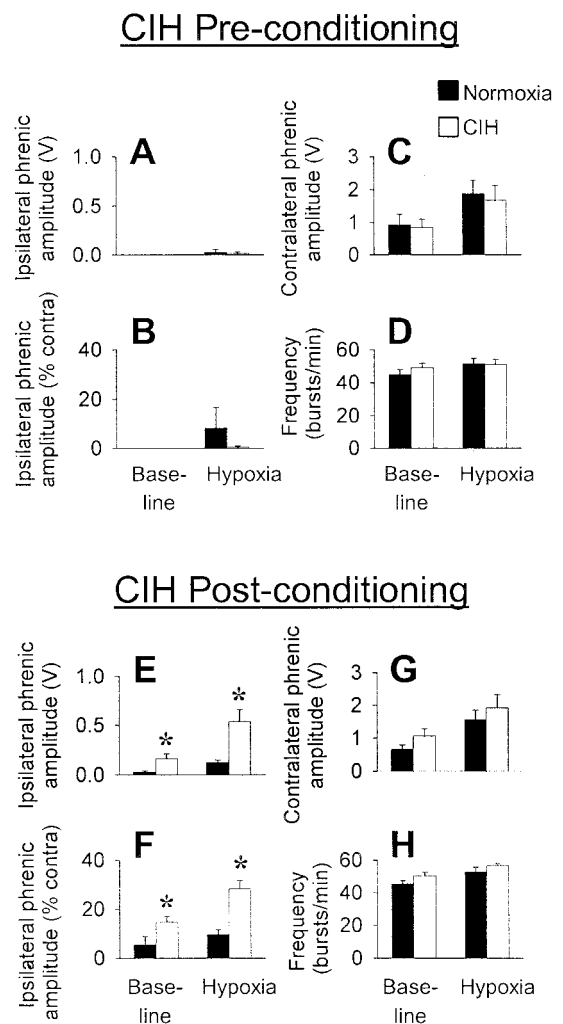 CIH Pre-conditioning
Normoxia
CIH
A
Ipsilateral phrenic
amplitude (V)
1.0
0.5
0.0
C
Contralateral phrenic
amplitude (V)
3
2
1
0
B
Ipsilateral phrenic
amplitude (% contra)
40
20
0
Base-
line
Hypoxia
D
Frequency
(bursts/min)
60
40
20
0
Base-
line
Hypoxia
CIH Post-conditioning
E
Ipsilateral phrenic
amplitude (V)
1.0
0.5
0.0
*
*
G
Contralateral phrenic
amplitude (V)
3
2
1
0
F
Ipsilateral phrenic
amplitude (% contra)
40
20
0
*
*
Base-
line
Hypoxia
H
Frequency
(bursts/min)
60
40
20
0
Base-
line
Hypoxia